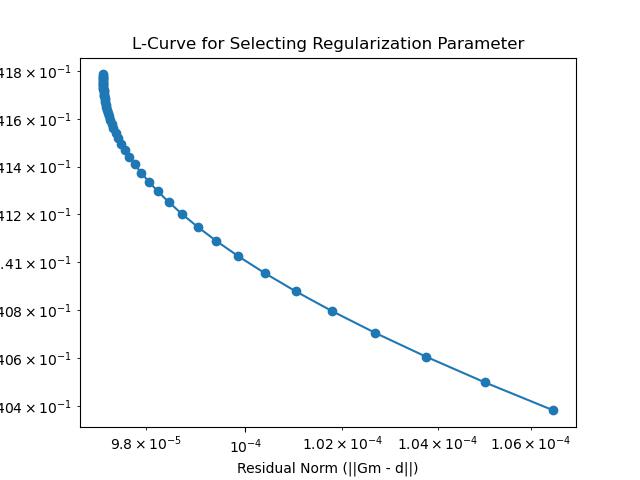 L-Curve for Selecting Regularization Parameter
418 × 10⁻¹
416 × 10⁻¹
414 × 10⁻¹
412 × 10⁻¹
.41 × 10⁻¹
408 × 10⁻¹
406 × 10⁻¹
404 × 10⁻¹
9.8 × 10⁻⁵ 10⁻⁴ 1.02 × 10⁻⁴ 1.04 × 10⁻⁴ 1.06 × 10⁻⁴
Residual Norm (||Gm - d||)